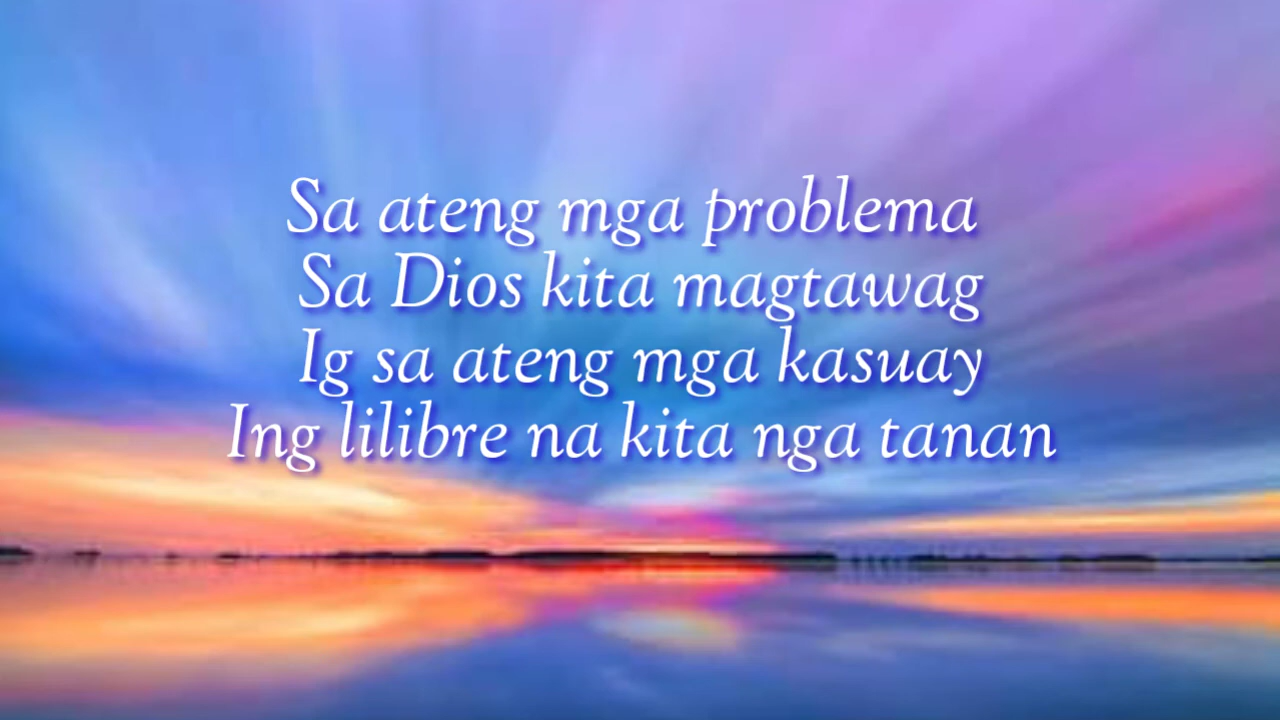 Sa ateng mga problema
Sa Dios kita magtawag
Ig sa ateng mga kasuay
Ing lilibre na kita nga tanan